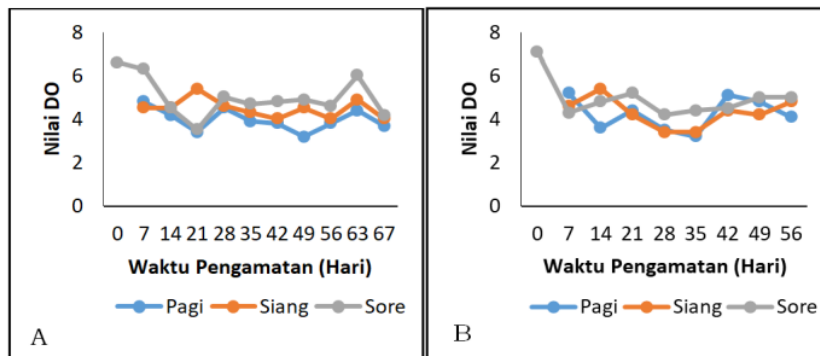 8
6
4
2
0
Nilai DO
0 7 14 21 28 35 42 49 56 63 67
Waktu Pengamatan (Hari)
Pagi Siang Sore
A
8
6
4
2
0
Nilai DO
0 7 14 21 28 35 42 49 56
Waktu Pengamatan (Hari)
Pagi Siang Sore
B